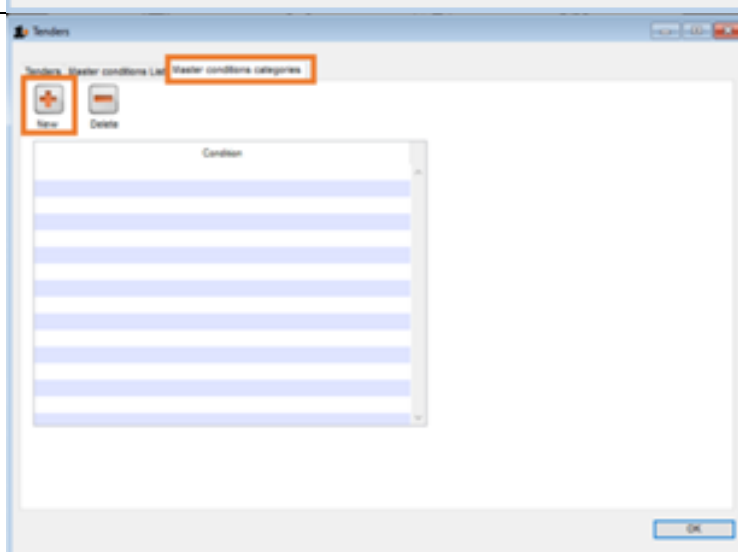 Tenders
Tenders Master conditions List Master conditions categories
New Delete
Condition
OK